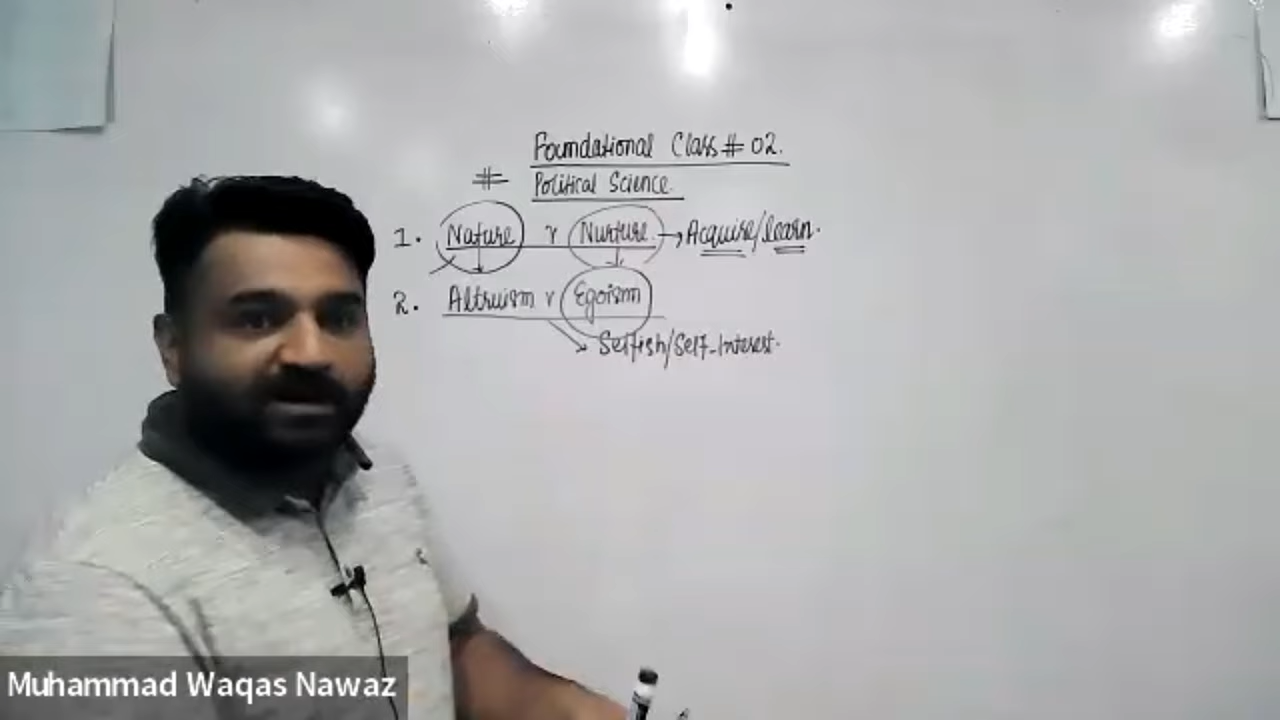 Foundational Class # 02.
# Political Science.
1. Nature v Nurture. → Acquire/learn.
2. Altruism v Egoism
→ Selfish/Self-Interest.
Muhammad Waqas Nawaz